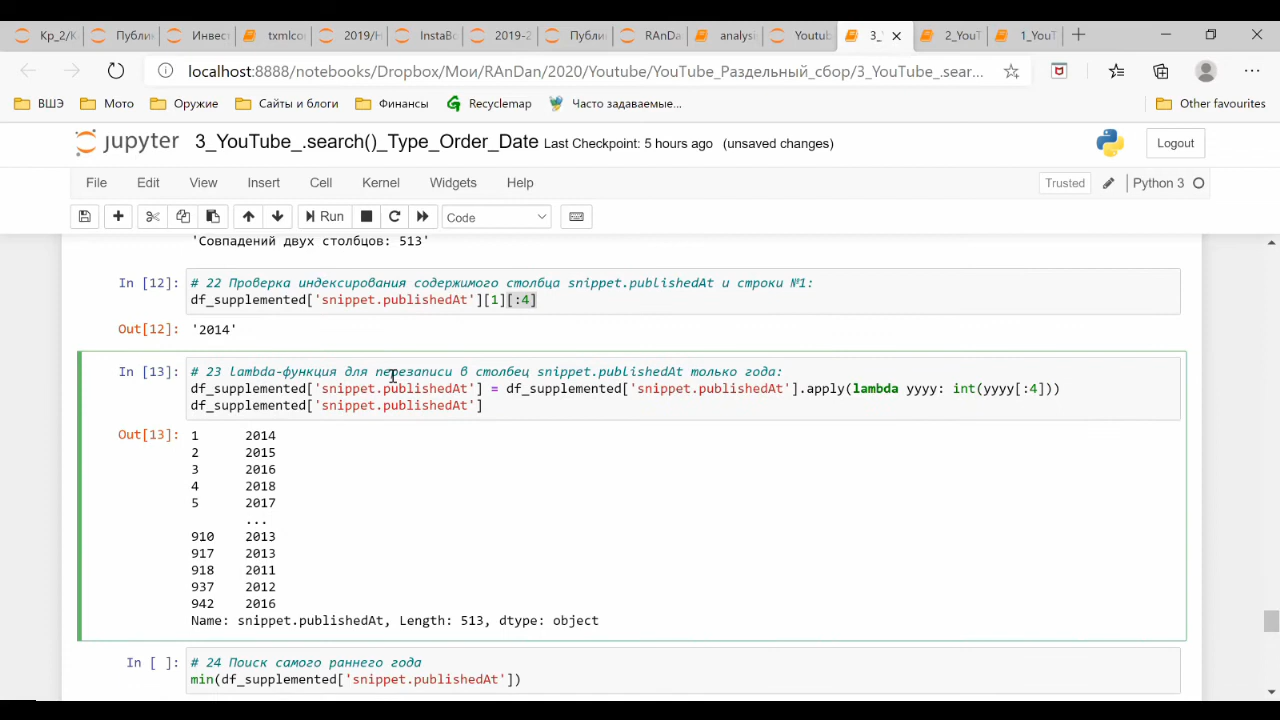 Кр_2/К
Публи
Инвест
txmlcou
2019/Н
InstaBo
2019-2
Публи
RAnDa
analysi
Youtub
3_
2_YouT
1_YouT
localhost:8888/notebooks/Dropbox/Мои/RAnDan/2020/Youtube/YouTube_Раздельный_сбор/3_YouTube_.sear...
ВШЭ
Мото
Оружие
Сайты и блоги
Финансы
Recyclemap
Часто задаваемые...
Other favourites
jupyter 3_YouTube_.search()_Type_Order_Date Last Checkpoint: 5 hours ago (unsaved changes)
Logout
File Edit View Insert Cell Kernel Widgets Help
Trusted
Python 3
Run
Code
'Совпадений двух столбцов: 513'
In [12]: # 22 Проверка индексирования содержимого столбца snippet.publishedAt и строки №1:
df_supplemented['snippet.publishedAt'][1][:4]
Out[12]: '2014'
In [13]: # 23 lambda-функция для перезаписи в столбец snippet.publishedAt только года:
df_supplemented['snippet.publishedAt'] = df_supplemented['snippet.publishedAt'].apply(lambda yyyy: int(yyyy[:4]))
df_supplemented['snippet.publishedAt']
Out[13]: 1 2014
2 2015
3 2016
4 2018
5 2017
...
910 2013
917 2013
918 2011
937 2012
942 2016
Name: snippet.publishedAt, Length: 513, dtype: object
In [ ]: # 24 Поиск самого раннего года
min(df_supplemented['snippet.publishedAt'])